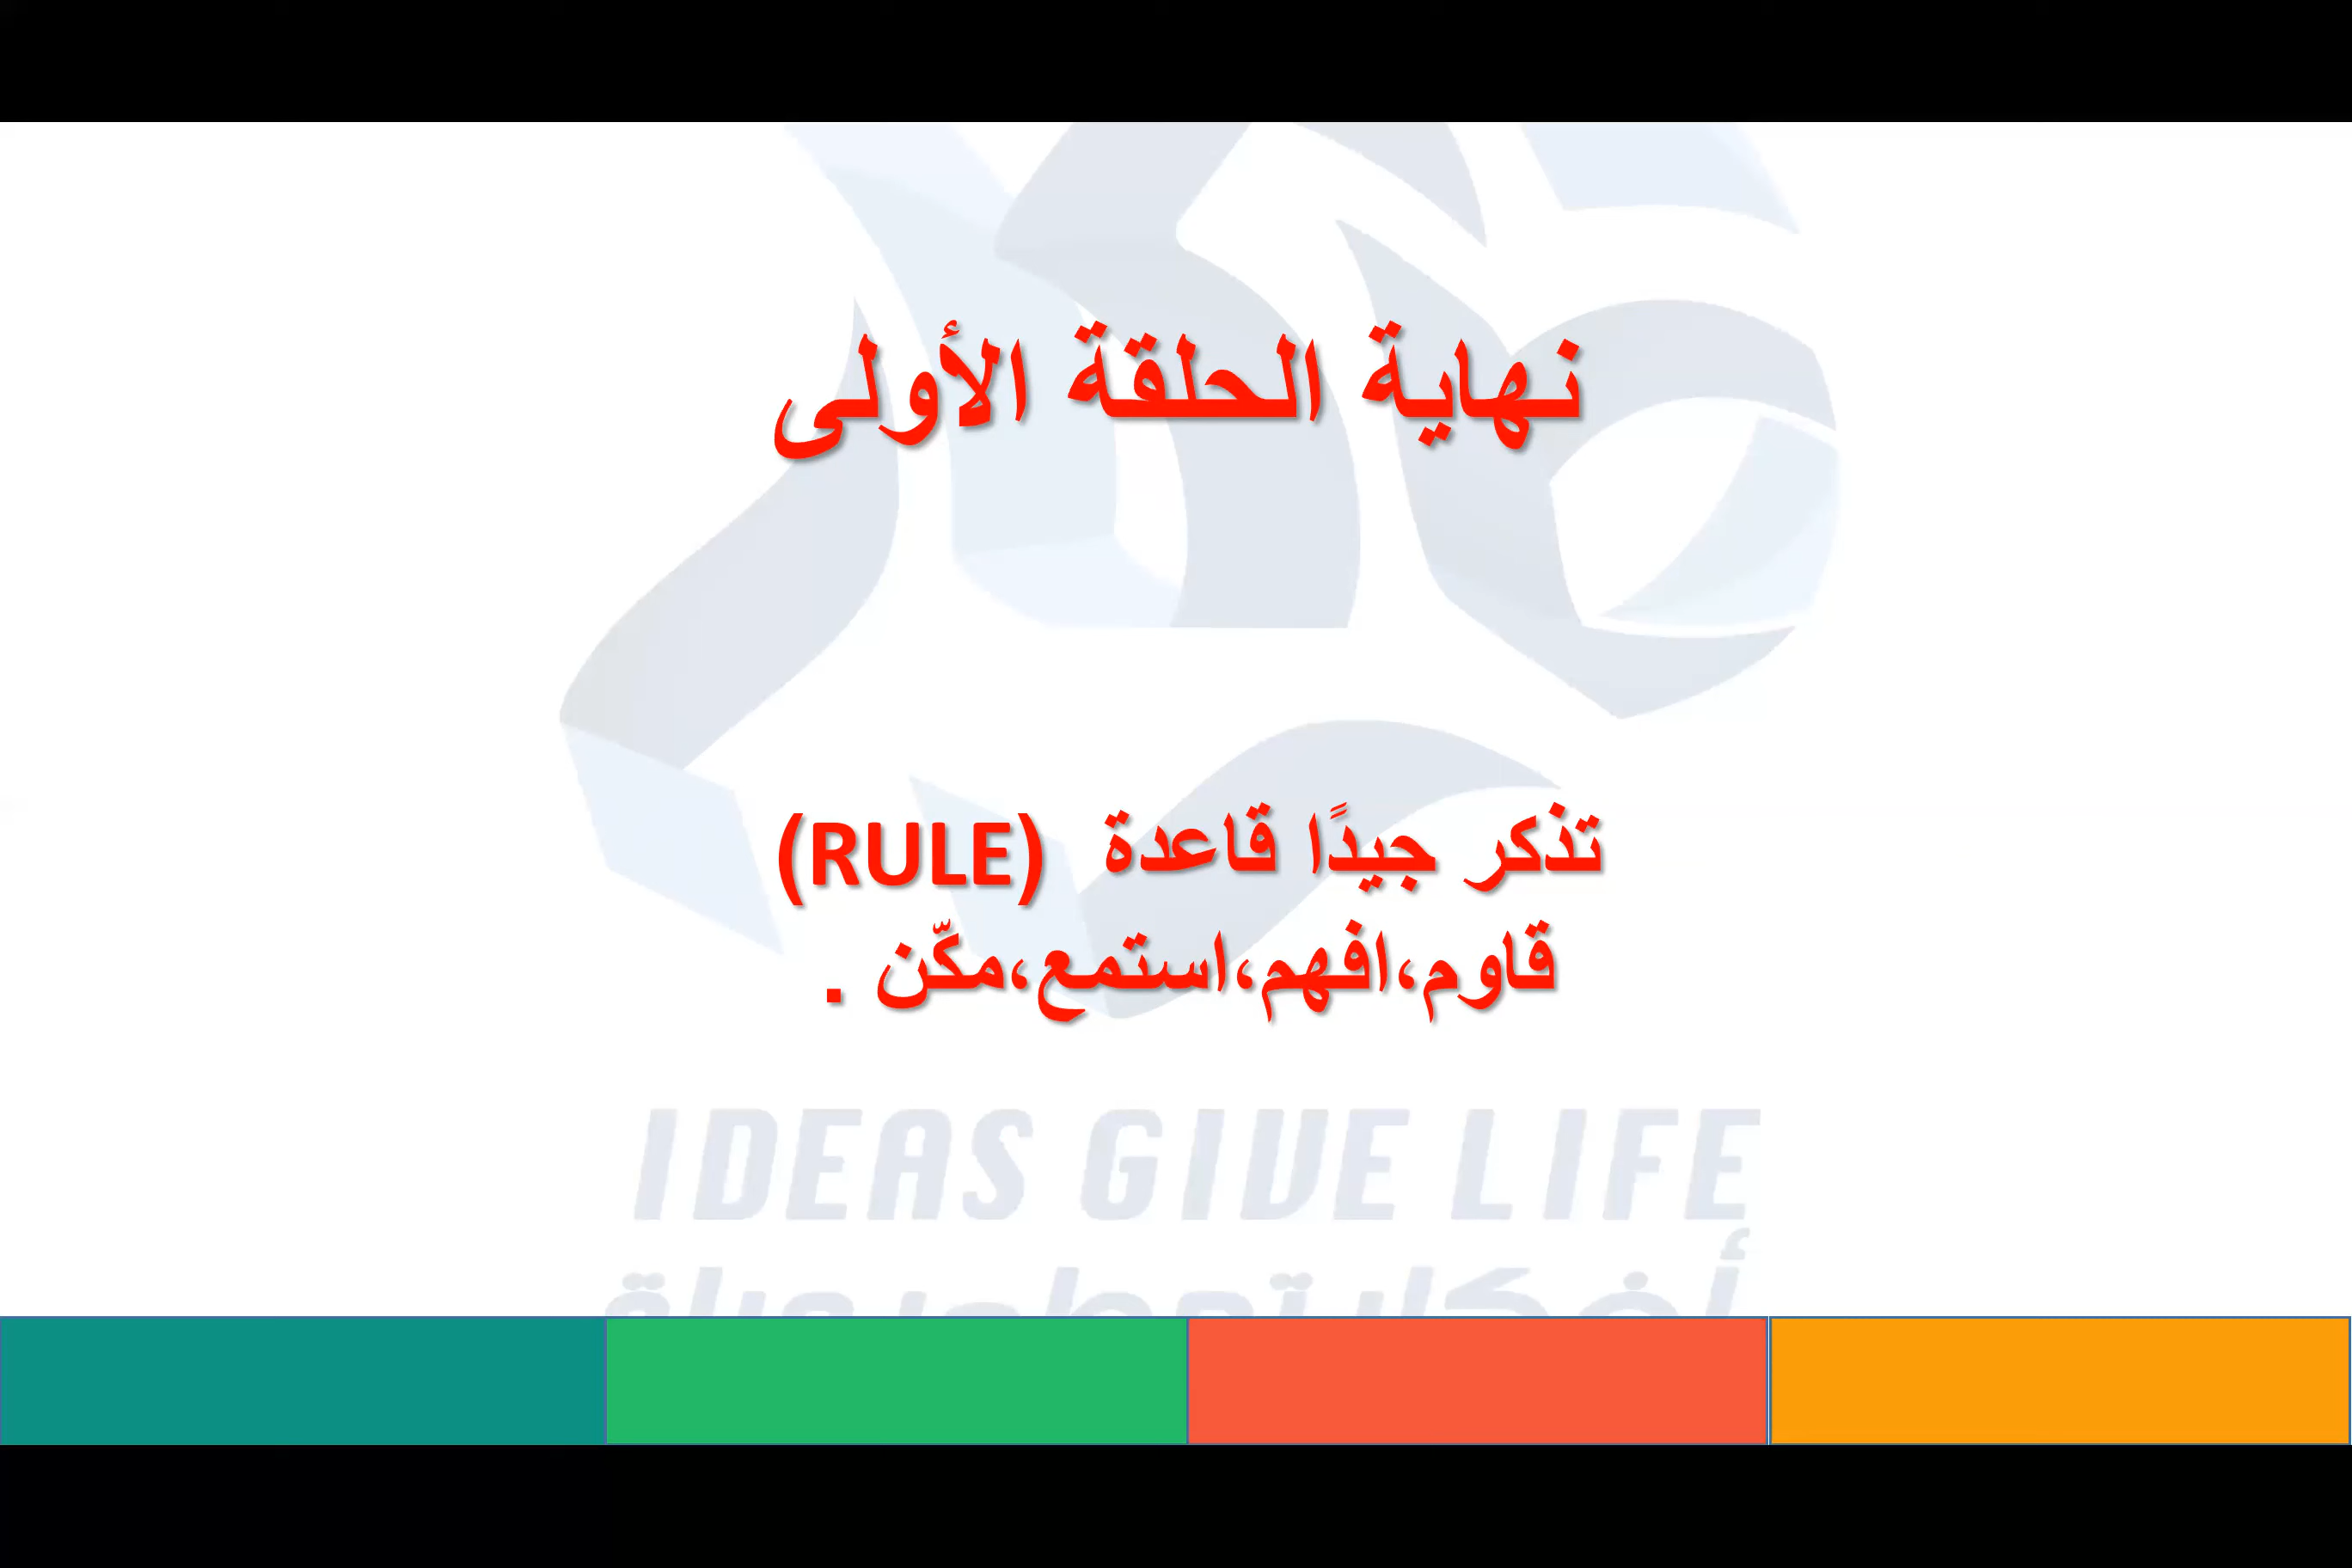 نهاية الحلقة الأولى
تذكر جيدًا قاعدة (RULE)
قاوم،افهم،استمع،مكّن .
IDEAS GIVE LIFE